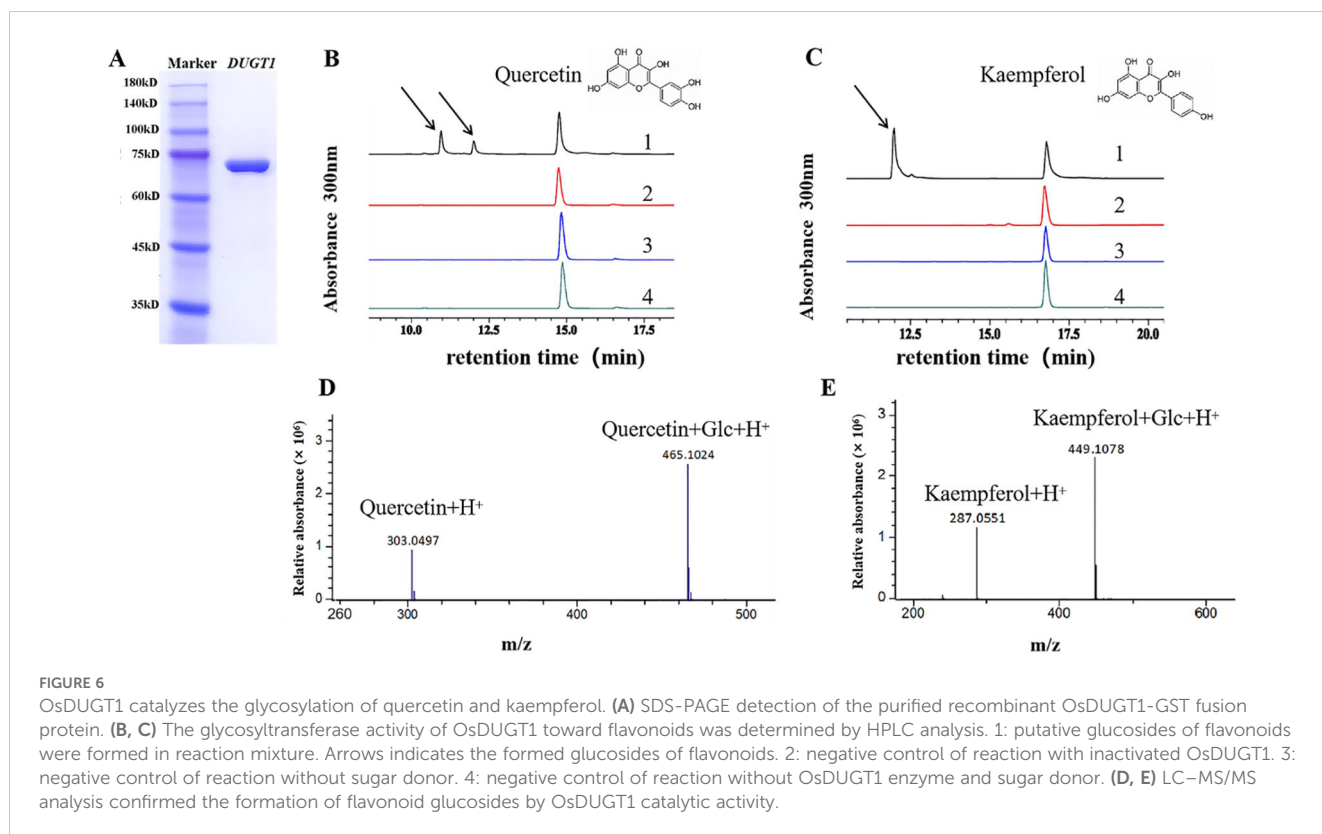 A
Marker DUGT1
180kD
140kD
100kD
75kD
60kD
45kD
35kD
B
Quercetin
OH
O
OH
HO
O
OH
OH
Absorbance 300nm
1
2
3
4
10.0 12.5 15.0 17.5
retention time (min)
C
Kaempferol
OH
O
OH
HO
O
OH
Absorbance 300nm
1
2
3
4
12.5 15.0 17.5 20.0
retention time (min)
D
Relative absorbance (× 10⁶)
3
2
1
0
Quercetin+Glc+H⁺
465.1024
Quercetin+H⁺
303.0497
260 300 400 500
m/z
E
Relative absorbance (× 10⁶)
3
2
1
0
Kaempferol+Glc+H⁺
449.1078
Kaempferol+H⁺
287.0551
200 400 600
m/z
FIGURE 6
OsDUGT1 catalyzes the glycosylation of quercetin and kaempferol. (A) SDS-PAGE detection of the purified recombinant OsDUGT1-GST fusion
protein. (B, C) The glycosyltransferase activity of OsDUGT1 toward flavonoids was determined by HPLC analysis. 1: putative glucosides of flavonoids
were formed in reaction mixture. Arrows indicates the formed glucosides of flavonoids. 2: negative control of reaction with inactivated OsDUGT1. 3:
negative control of reaction without sugar donor. 4: negative control of reaction without OsDUGT1 enzyme and sugar donor. (D, E) LC–MS/MS
analysis confirmed the formation of flavonoid glucosides by OsDUGT1 catalytic activity.